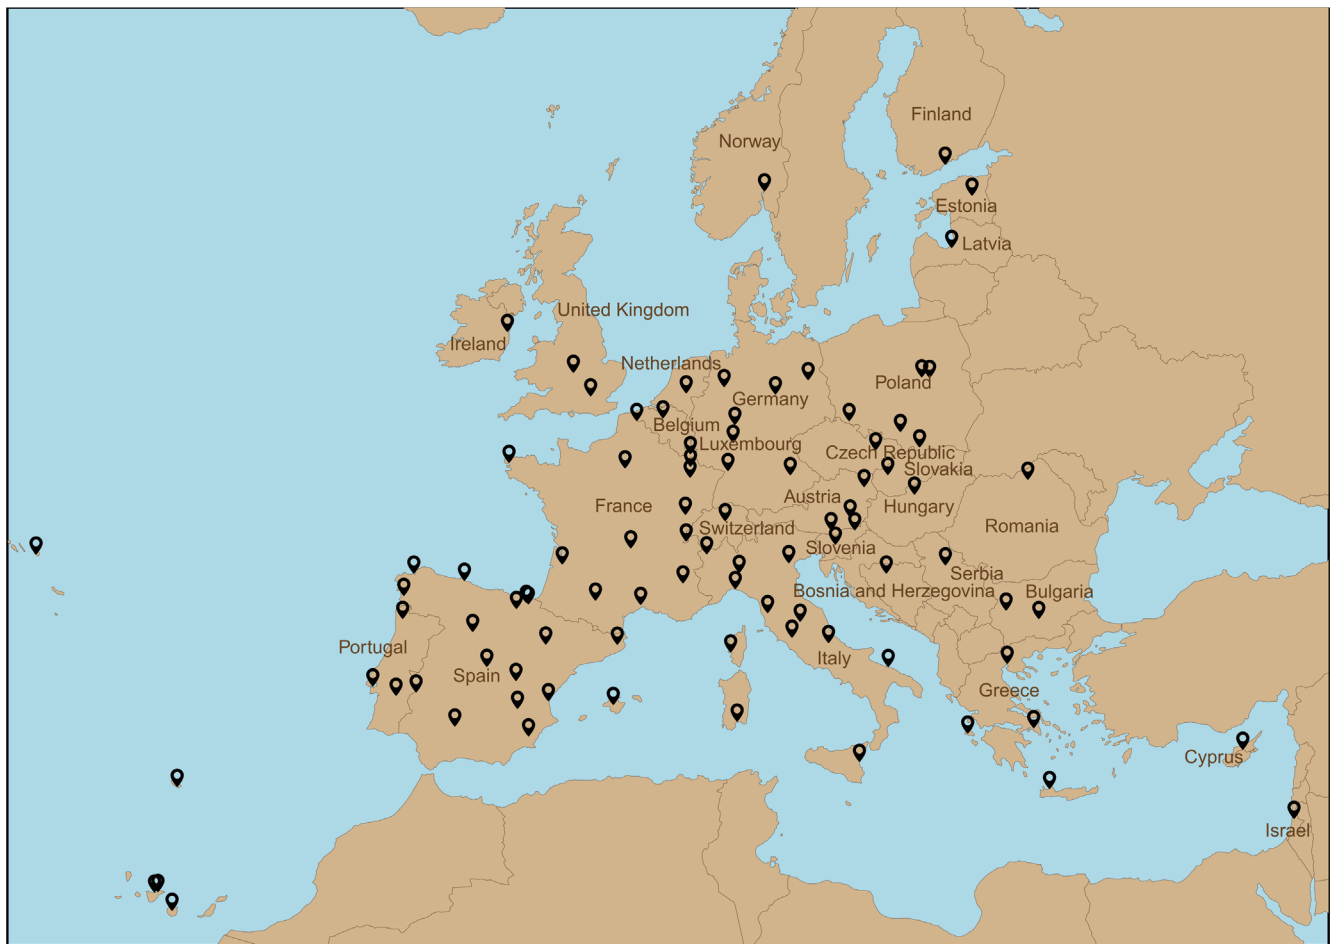 Finland
Norway
Estonia
Latvia
United Kingdom
Ireland
Netherlands
Poland
Germany
Belgium
Luxembourg
Czech Republic
Slovakia
Austria
France
Hungary
Switzerland
Romania
Slovenia
Serbia
Bosnia and Herzegovina
Bulgaria
Portugal
Italy
Spain
Greece
Cyprus
Israel